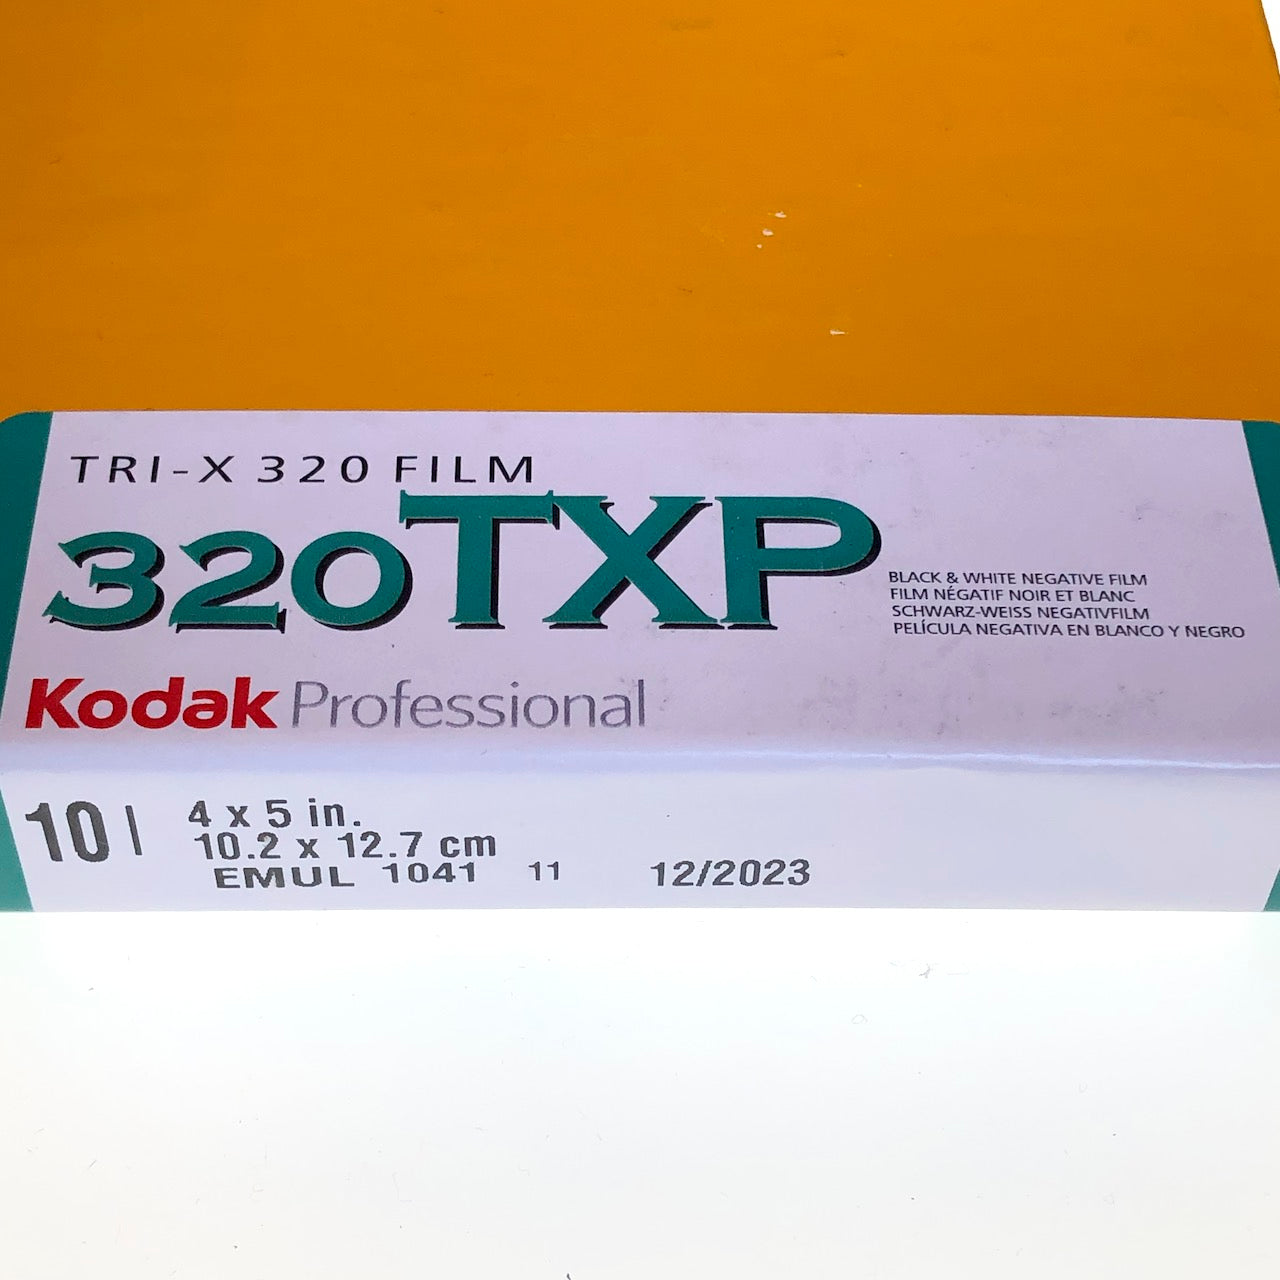 TRI-X 320 FILM
320TXP
BLACK & WHITE NEGATIVE FILM
FILM NÉGATIF NOIR ET BLANC
SCHWARZ-WEISS NEGATIVFILM
PELÍCULA NEGATIVA EN BLANCO Y NEGRO
Kodak Professional
10 | 4 x 5 in.
10.2 x 12.7 cm
EMUL 1041 11 12/2023